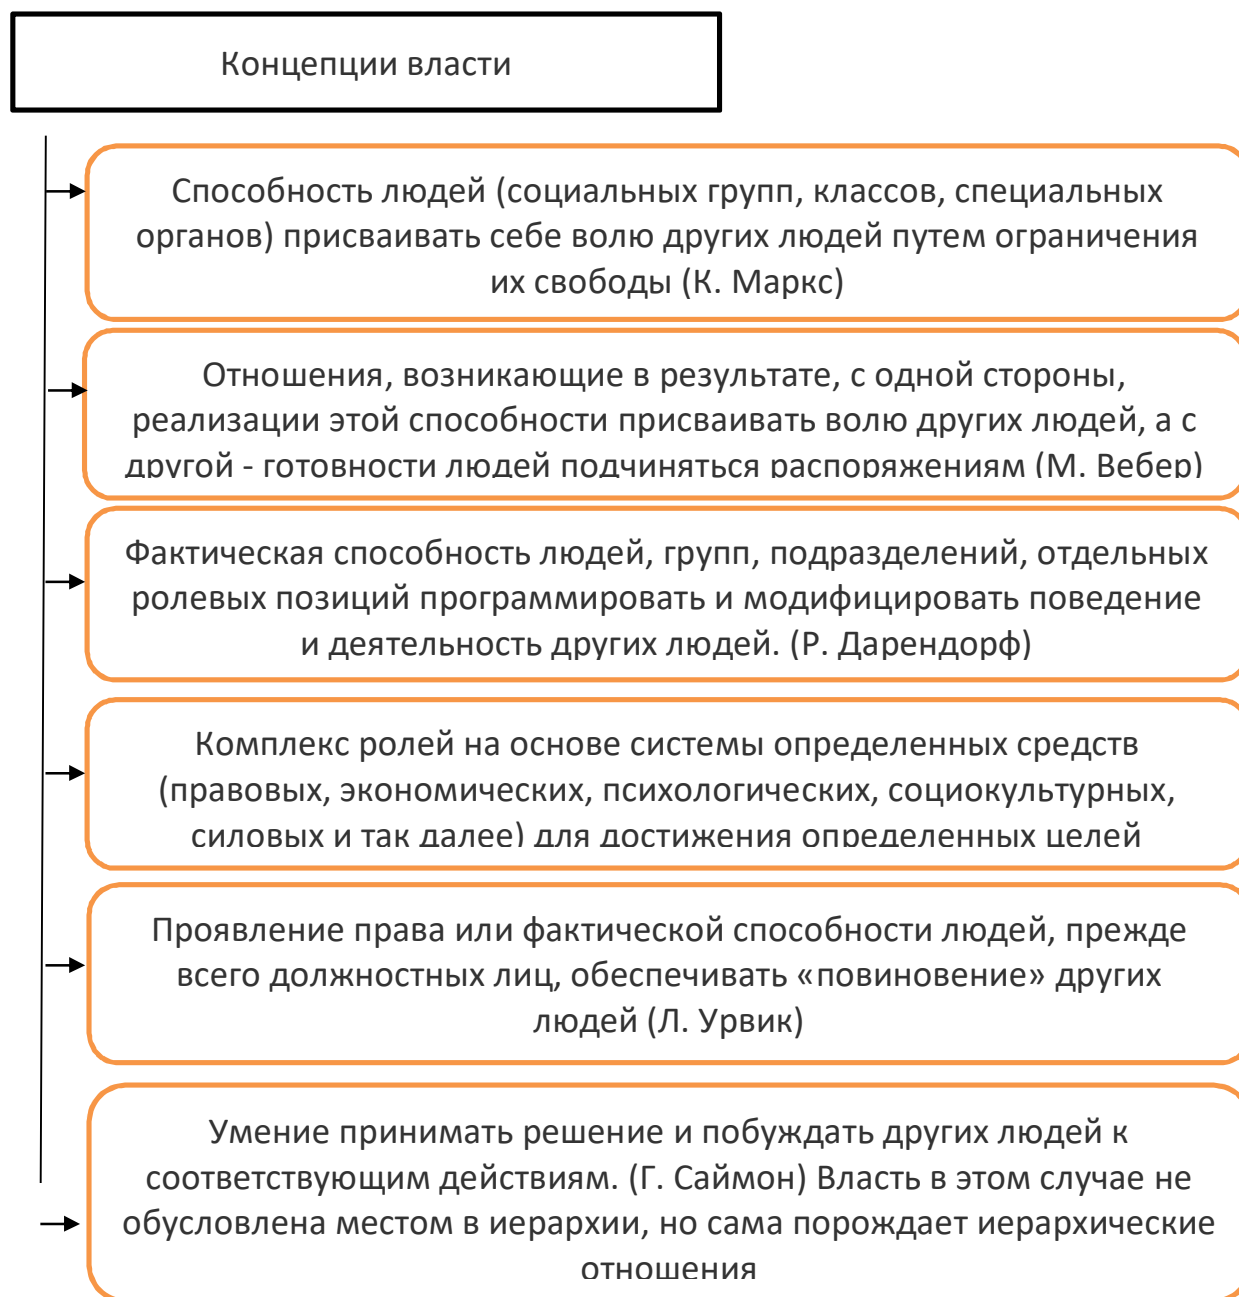 Концепции власти
Способность людей (социальных групп, классов, специальных
органов) присваивать себе волю других людей путем ограничения
их свободы (К. Маркс)
Отношения, возникающие в результате, с одной стороны,
реализации этой способности присваивать волю других людей, а с
другой - готовности людей подчиняться распоряжениям (М. Вебер)
Фактическая способность людей, групп, подразделений, отдельных
ролевых позиций программировать и модифицировать поведение
и деятельность других людей. (Р. Дарендорф)
Комплекс ролей на основе системы определенных средств
(правовых, экономических, психологических, социокультурных,
силовых и так далее) для достижения определенных целей
Проявление права или фактической способности людей, прежде
всего должностных лиц, обеспечивать «повиновение» других
людей (Л. Урвик)
Умение принимать решение и побуждать других людей к
соответствующим действиям. (Г. Саймон) Власть в этом случае не
обусловлена местом в иерархии, но сама порождает иерархические
отношения